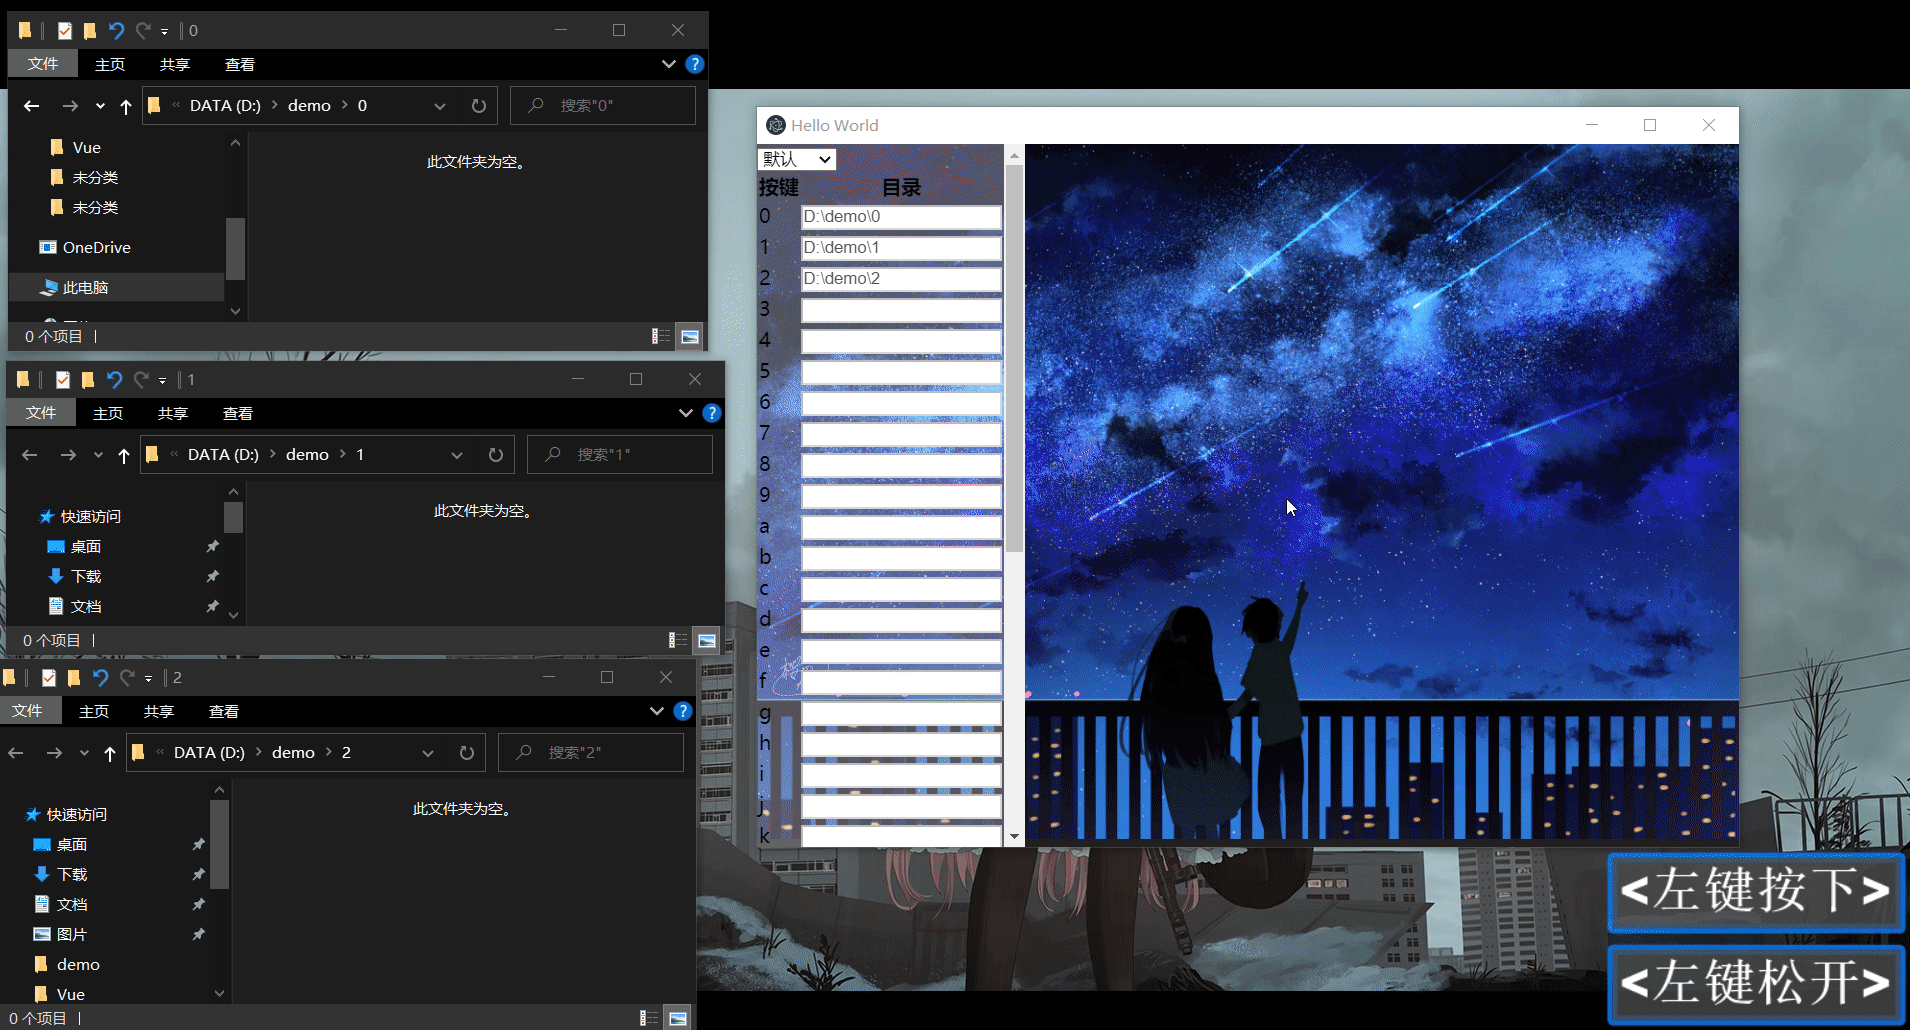 0
文件 主页 共享 查看
« DATA (D:) › demo › 0
搜索"0"
Vue
未分类
未分类
OneDrive
此电脑
此文件夹为空。
0 个项目
1
文件 主页 共享 查看
« DATA (D:) › demo › 1
搜索"1"
快速访问
桌面
下载
文档
此文件夹为空。
0 个项目
2
文件 主页 共享 查看
« DATA (D:) › demo › 2
搜索"2"
快速访问
桌面
下载
文档
图片
demo
Vue
此文件夹为空。
0 个项目
Hello World
默认
按键 目录
0 D:\demo\0
1 D:\demo\1
2 D:\demo\2
3
4
5
6
7
8
9
a
b
c
d
e
f
g
h
i
j
k
<左键按下>
<左键松开>